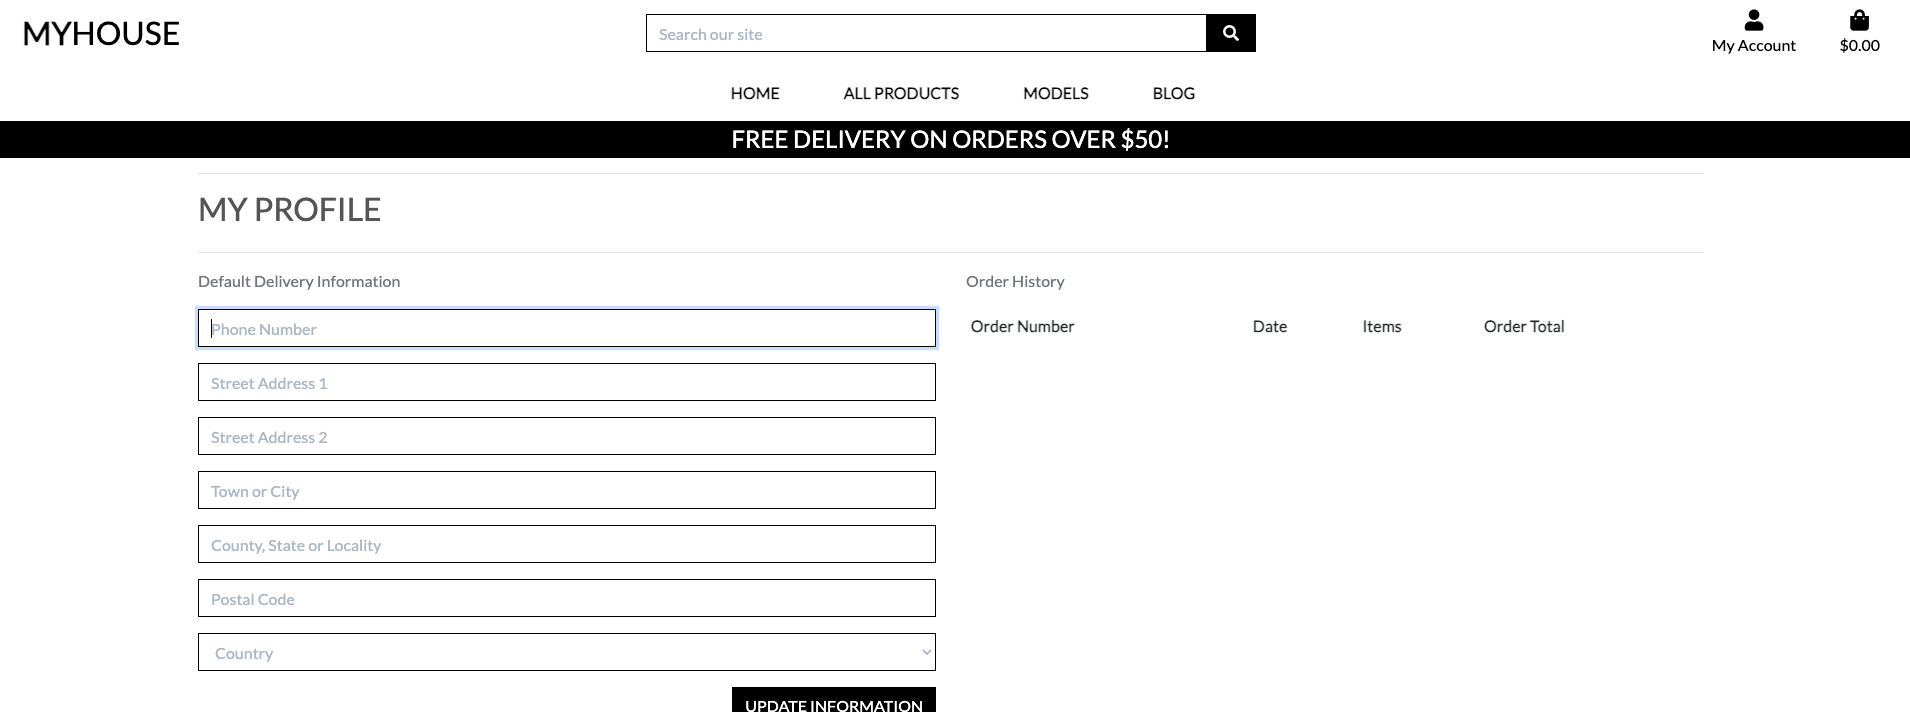 MYHOUSE
Search our site
My Account
$0.00
HOME ALL PRODUCTS MODELS BLOG
FREE DELIVERY ON ORDERS OVER $50!
MY PROFILE
Default Delivery Information
Phone Number
Street Address 1
Street Address 2
Town or City
County, State or Locality
Postal Code
Country
UPDATE INFORMATION
Order History
Order Number Date Items Order Total